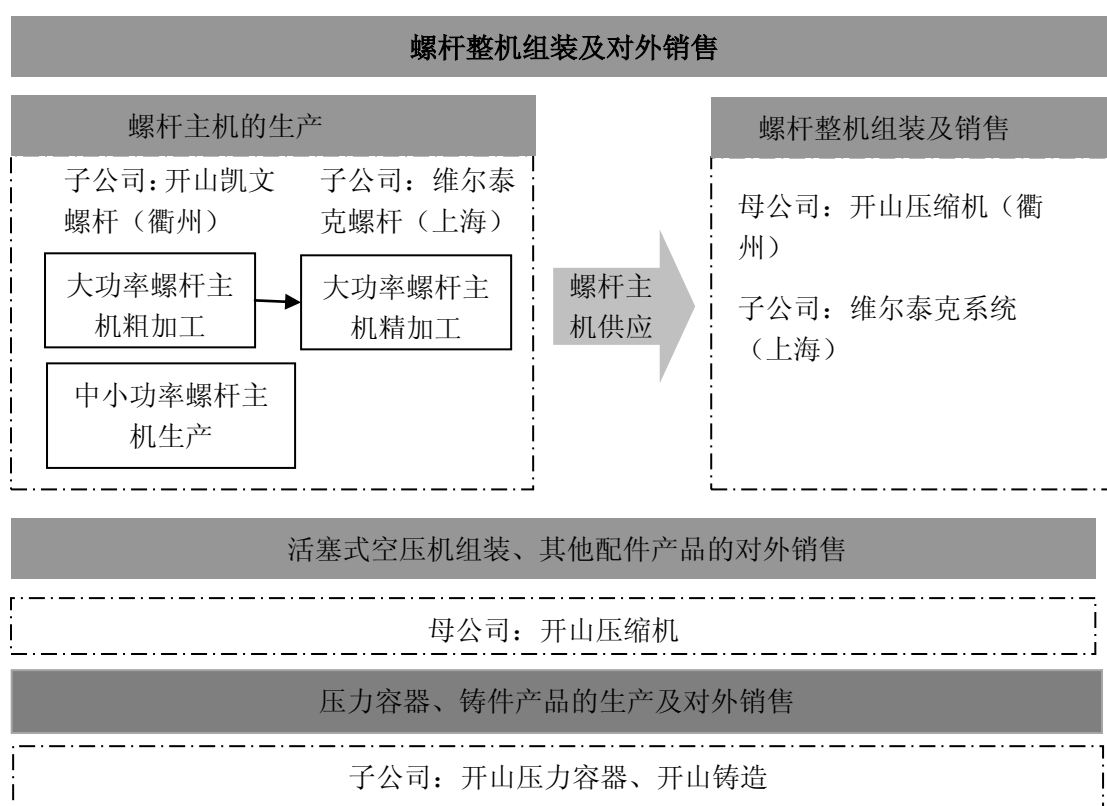 螺杆整机组装及对外销售
螺杆主机的生产
子公司：开山凯文
螺杆（衢州）
子公司：维尔泰
克螺杆（上海）
大功率螺杆主
机粗加工
大功率螺杆主
机精加工
中小功率螺杆主
机生产
螺杆主
机供应
螺杆整机组装及销售
母公司：开山压缩机（衢
州）
子公司：维尔泰克系统
（上海）
活塞式空压机组装、其他配件产品的对外销售
母公司：开山压缩机
压力容器、铸件产品的生产及对外销售
子公司：开山压力容器、开山铸造